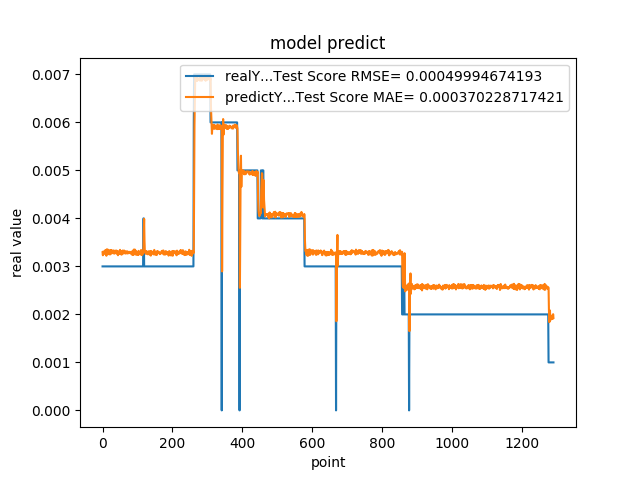 model predict
realY...Test Score RMSE= 0.00049994674193
predictY...Test Score MAE= 0.000370228717421
0.007
0.006
0.005
0.004
0.003
0.002
0.001
0.000
real value
0 200 400 600 800 1000 1200
point